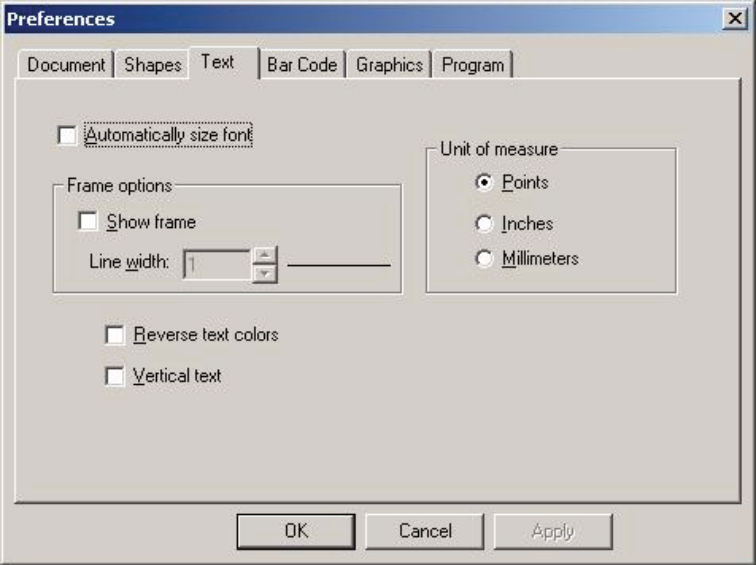 Preferences
Document Shapes Text Bar Code Graphics Program
Automatically size font
Unit of measure
Points
Inches
Millimeters
Frame options
Show frame
Line width: 1
Reverse text colors
Vertical text
OK Cancel Apply